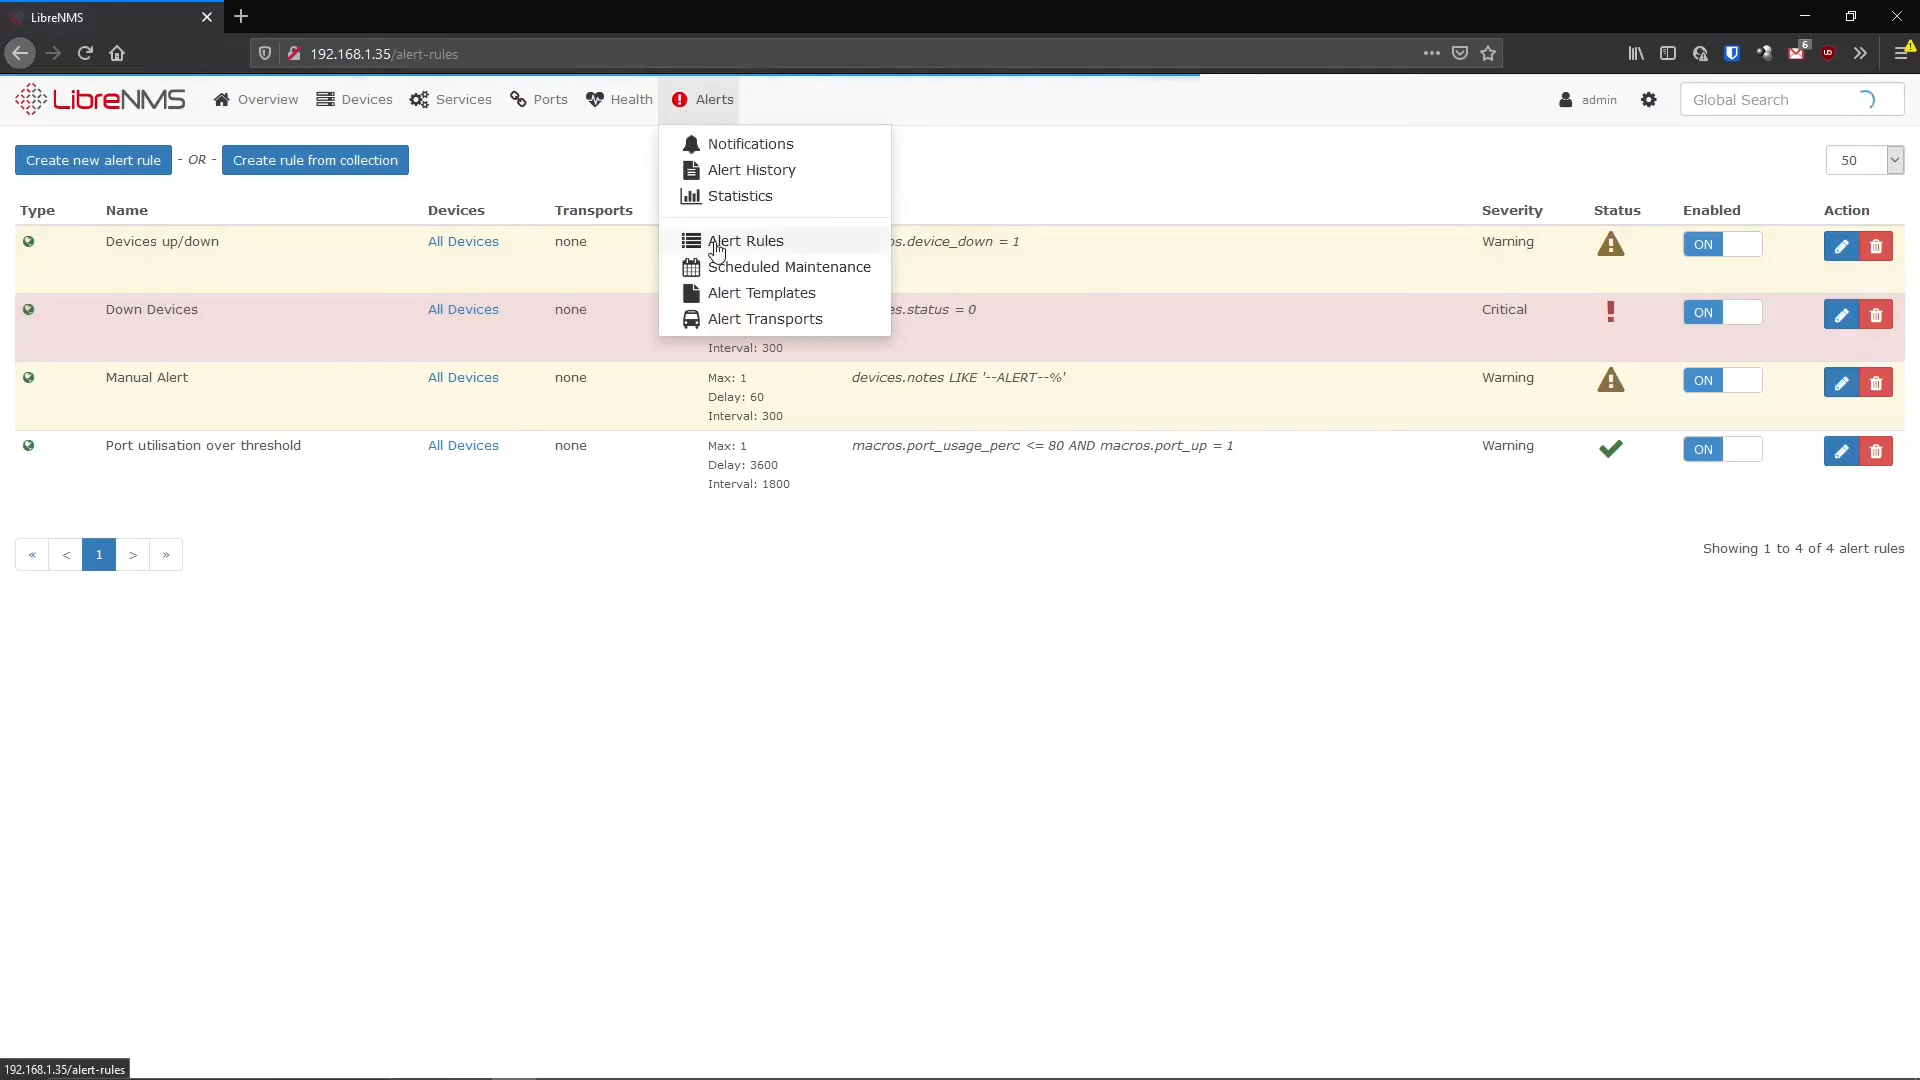 LibreNMS
192.168.1.35/alert-rules
6
UD
LibreNMS
Overview
Devices
Services
Ports
Health
Alerts
admin
Global Search
Notifications
Alert History
Statistics
Alert Rules
Scheduled Maintenance
Alert Templates
Alert Transports
Create new alert rule - OR - Create rule from collection
50
Type Name Devices Transports Severity Status Enabled Action
Devices up/down All Devices none .device_down = 1 Warning ON
Down Devices All Devices none .status = 0 Critical ON
Interval: 300
Manual Alert All Devices none Max: 1 devices.notes LIKE '--ALERT--%' Warning ON
Delay: 60
Interval: 300
Port utilisation over threshold All Devices none Max: 1 macros.port_usage_perc <= 80 AND macros.port_up = 1 Warning ON
Delay: 3600
Interval: 1800
« < 1 > »
Showing 1 to 4 of 4 alert rules
192.168.1.35/alert-rules